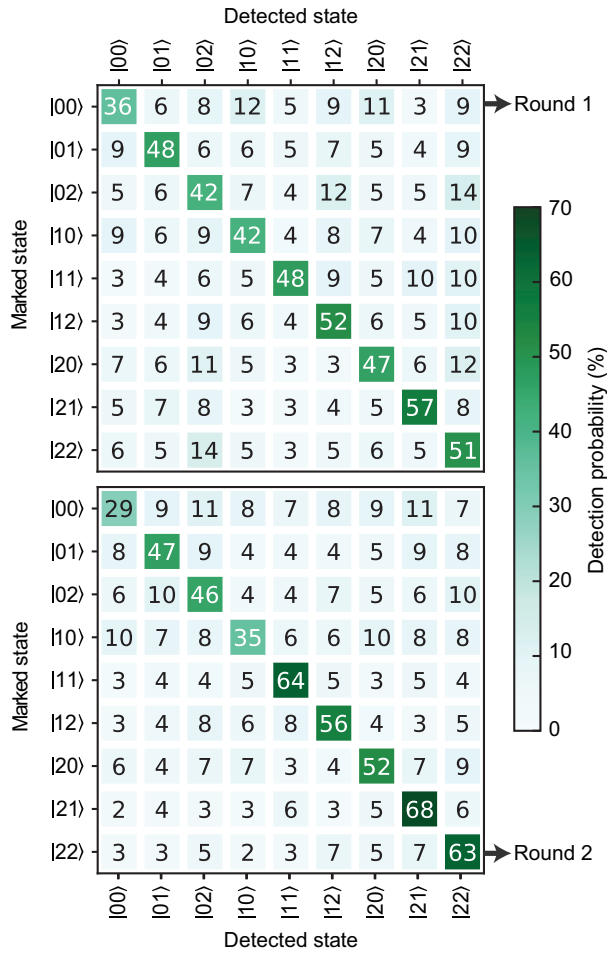 Detected state
|00⟩ |01⟩ |02⟩ |10⟩ |11⟩ |12⟩ |20⟩ |21⟩ |22⟩
Marked state
|00⟩ 36 6 8 12 5 9 11 3 9 Round 1
|01⟩ 9 48 6 6 5 7 5 4 9
|02⟩ 5 6 42 7 4 12 5 5 14
|10⟩ 9 6 9 42 4 8 7 4 10
|11⟩ 3 4 6 5 48 9 5 10 10
|12⟩ 3 4 9 6 4 52 6 5 10
|20⟩ 7 6 11 5 3 3 47 6 12
|21⟩ 5 7 8 3 3 4 5 57 8
|22⟩ 6 5 14 5 3 5 6 5 51
Marked state
|00⟩ 29 9 11 8 7 8 9 11 7
|01⟩ 8 47 9 4 4 4 5 9 8
|02⟩ 6 10 46 4 4 7 5 6 10
|10⟩ 10 7 8 35 6 6 10 8 8
|11⟩ 3 4 4 5 64 5 3 5 4
|12⟩ 3 4 8 6 8 56 4 3 5
|20⟩ 6 4 7 7 3 4 52 7 9
|21⟩ 2 4 3 3 6 3 5 68 6
|22⟩ 3 3 5 2 3 7 5 7 63 Round 2
|00⟩ |01⟩ |02⟩ |10⟩ |11⟩ |12⟩ |20⟩ |21⟩ |22⟩
Detected state
70
60
50
40
30
20
10
0
Detection probability (%)